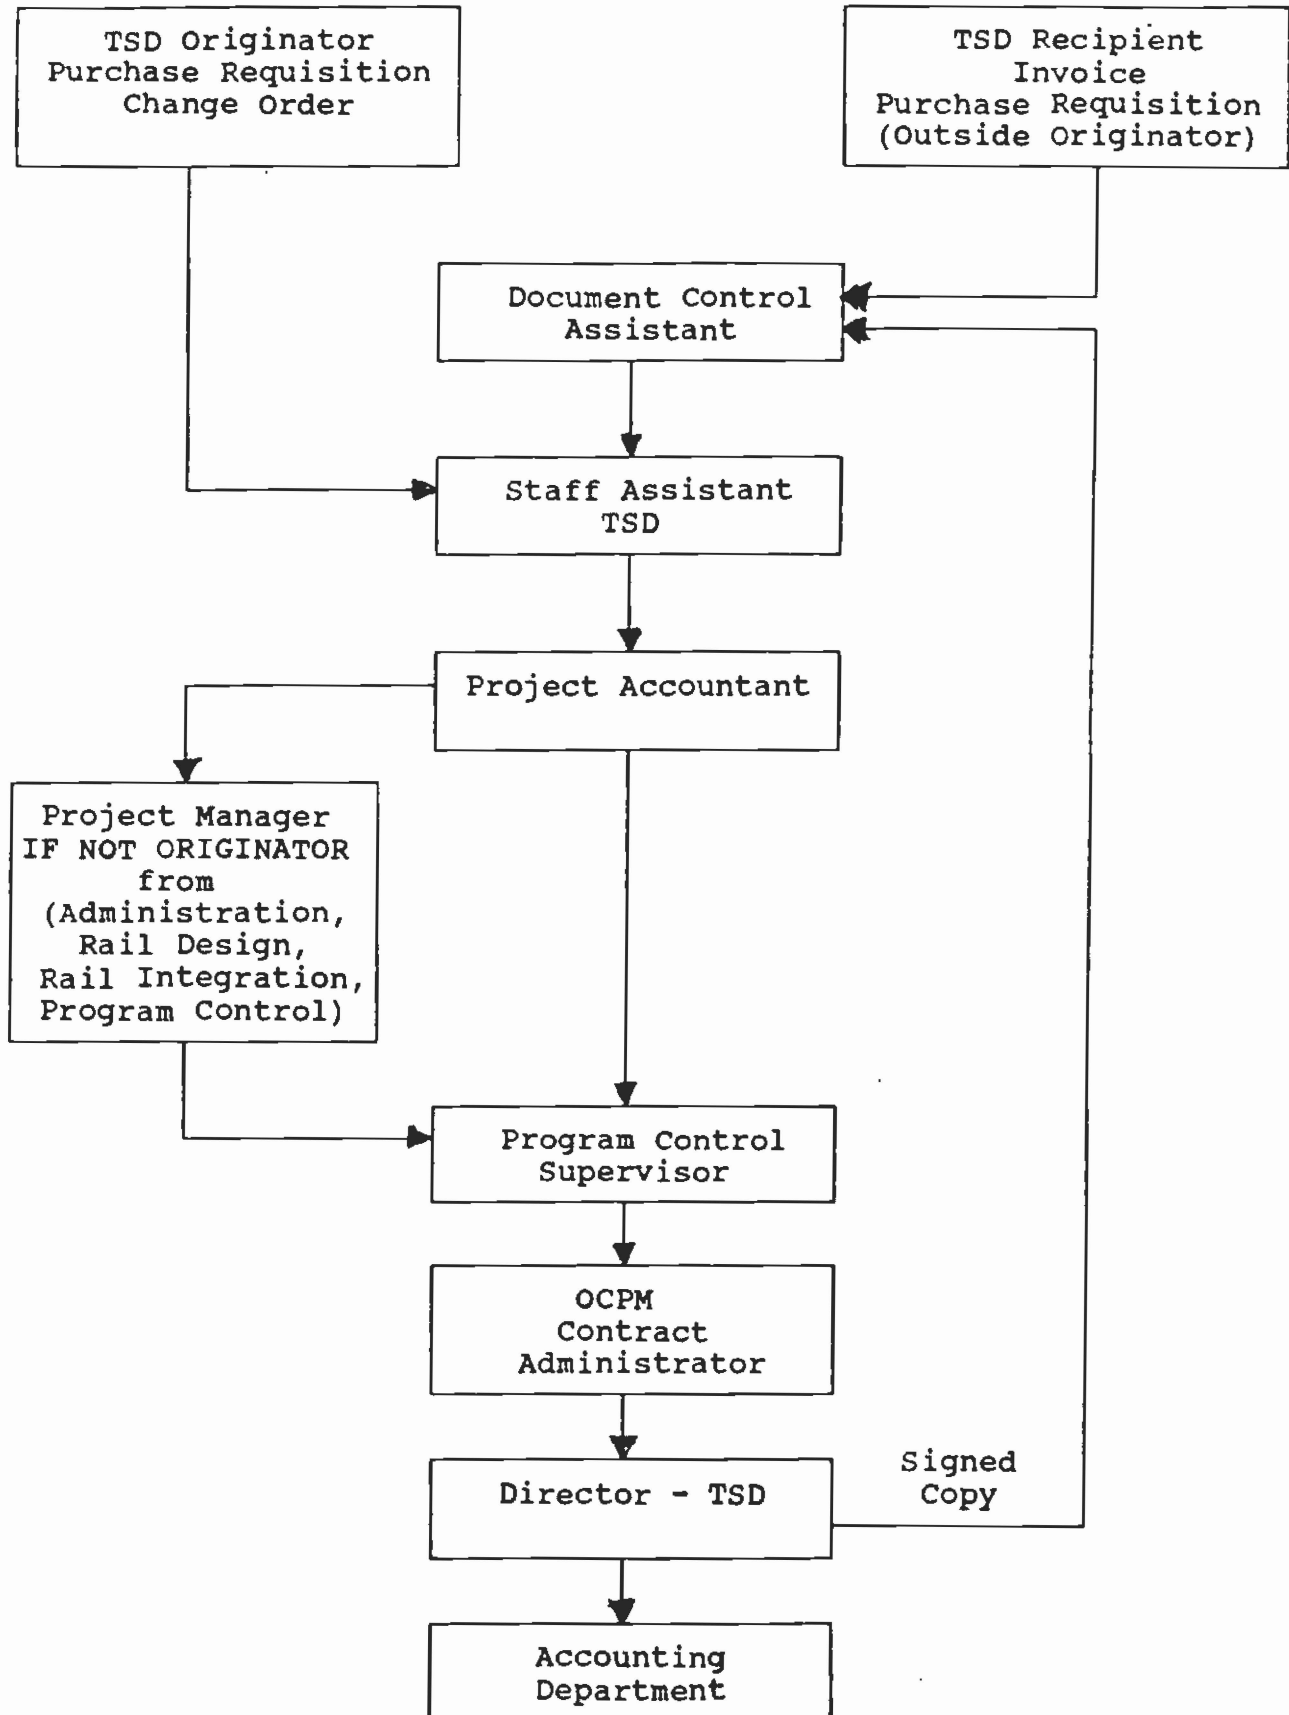 TSD Originator
Purchase Requisition
Change Order
TSD Recipient
Invoice
Purchase Requisition
(Outside Originator)
Document Control
Assistant
Staff Assistant
TSD
Project Accountant
Project Manager
IF NOT ORIGINATOR
from
(Administration,
Rail Design,
Rail Integration,
Program Control)
Program Control
Supervisor
OCPM
Contract
Administrator
Director - TSD
Signed
Copy
Accounting
Department